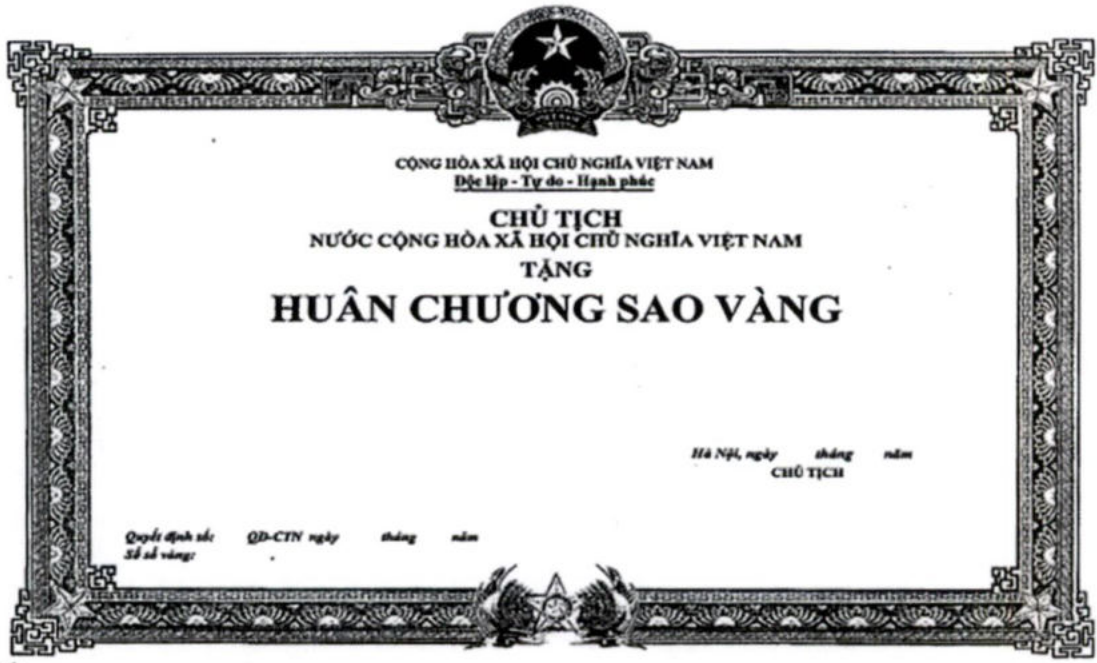 CỘNG HÒA XÃ HỘI CHỦ NGHĨA VIỆT NAM
Độc lập - Tự do - Hạnh phúc
CHỦ TỊCH
NƯỚC CỘNG HÒA XÃ HỘI CHỦ NGHĨA VIỆT NAM
TẶNG
HUÂN CHƯƠNG SAO VÀNG
Hà Nội, ngày tháng năm
CHỦ TỊCH
Quyết định số: QĐ-CTN ngày tháng năm
Số sổ vàng: